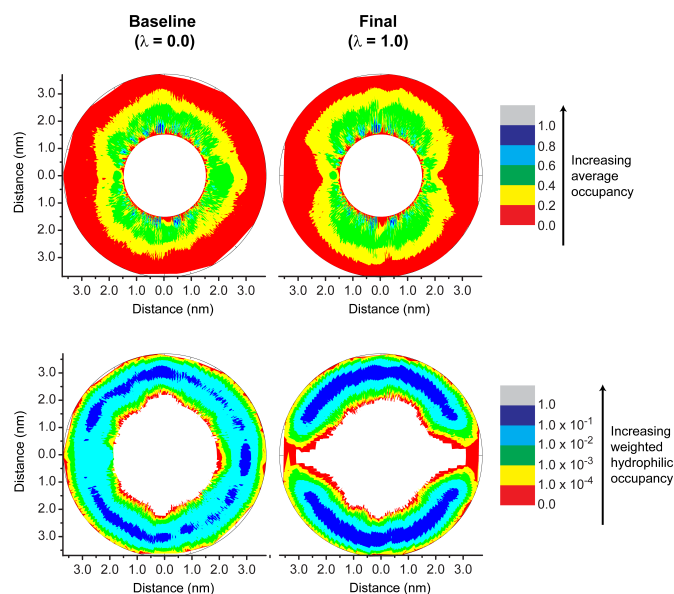 Baseline
(λ = 0.0)
Final
(λ = 1.0)
Distance (nm)
3.0
2.0
1.0
0.0
1.0
2.0
3.0
3.0 2.0 1.0 0.0 1.0 2.0 3.0
3.0 2.0 1.0 0.0 1.0 2.0 3.0
Distance (nm)
Distance (nm)
1.0
0.8
0.6
0.4
0.2
0.0
Increasing
average
occupancy
Distance (nm)
3.0
2.0
1.0
0.0
1.0
2.0
3.0
3.0 2.0 1.0 0.0 1.0 2.0 3.0
3.0 2.0 1.0 0.0 1.0 2.0 3.0
Distance (nm)
Distance (nm)
1.0
1.0 x 10⁻¹
1.0 x 10⁻²
1.0 x 10⁻³
1.0 x 10⁻⁴
0.0
Increasing
weighted
hydrophilic
occupancy